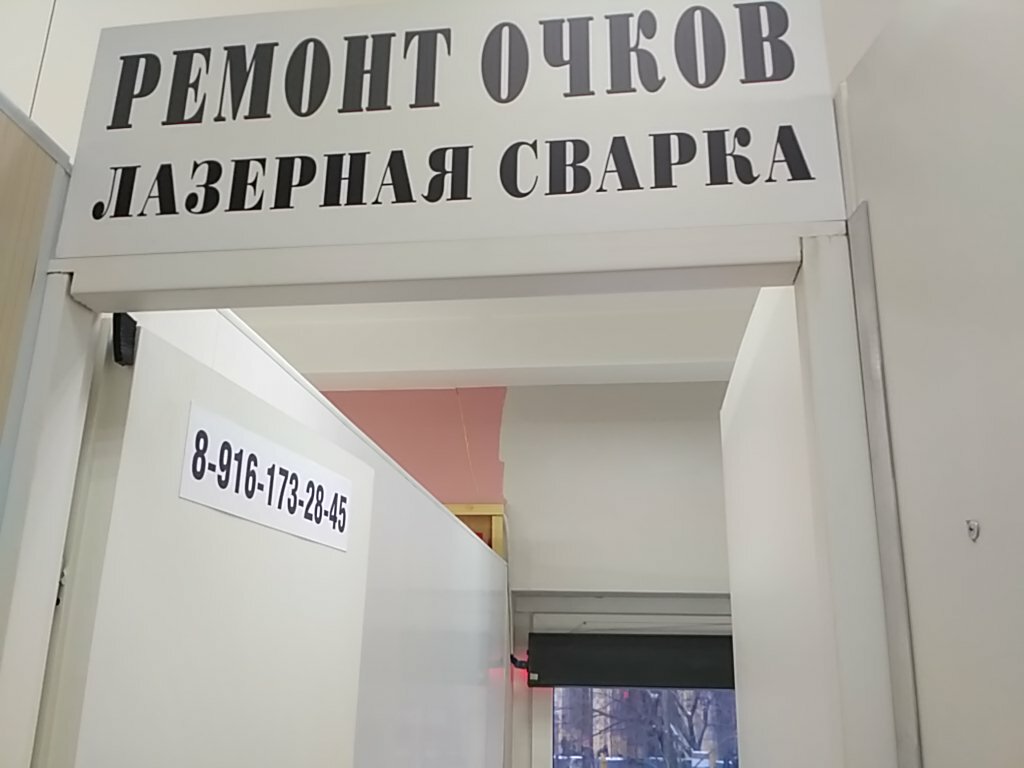 РЕМОНТ ОЧКОВ
ЛАЗЕРНАЯ СВАРКА
8-916-173-28-45